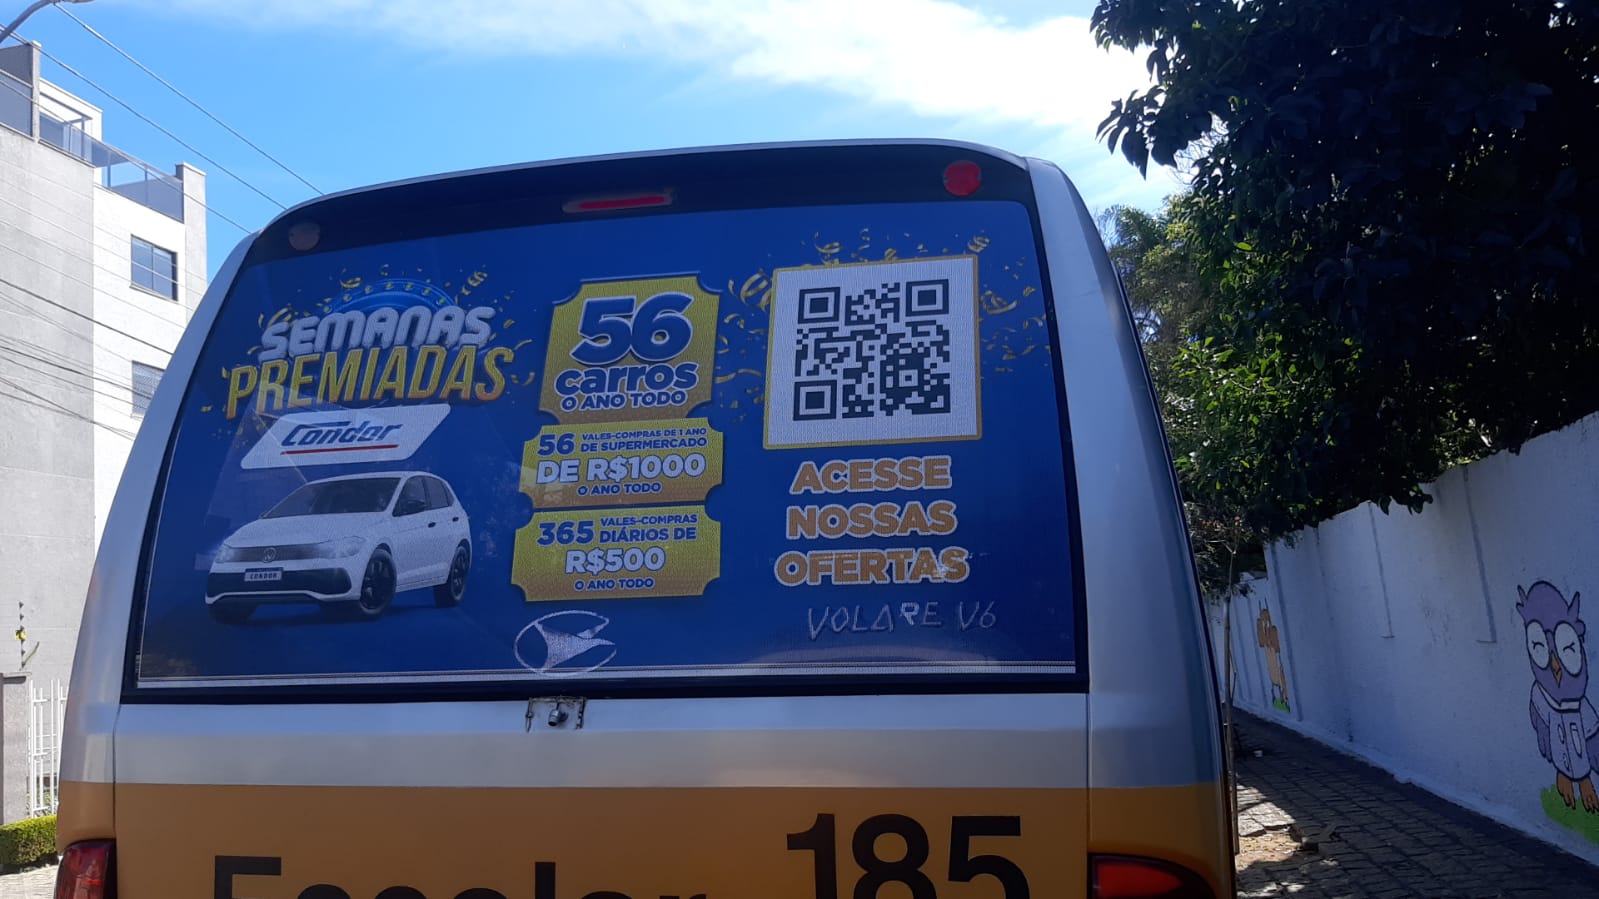 SEMANAS
PREMIADAS
Condor
CONDOR
56
carros
O ANO TODO
56 VALES-COMPRAS DE 1 ANO
DE SUPERMERCADO
DE R$1000
O ANO TODO
365 VALES-COMPRAS
DIÁRIOS DE
R$500
O ANO TODO
ACESSE
NOSSAS
OFERTAS
VOLARE V6
Escolar 185